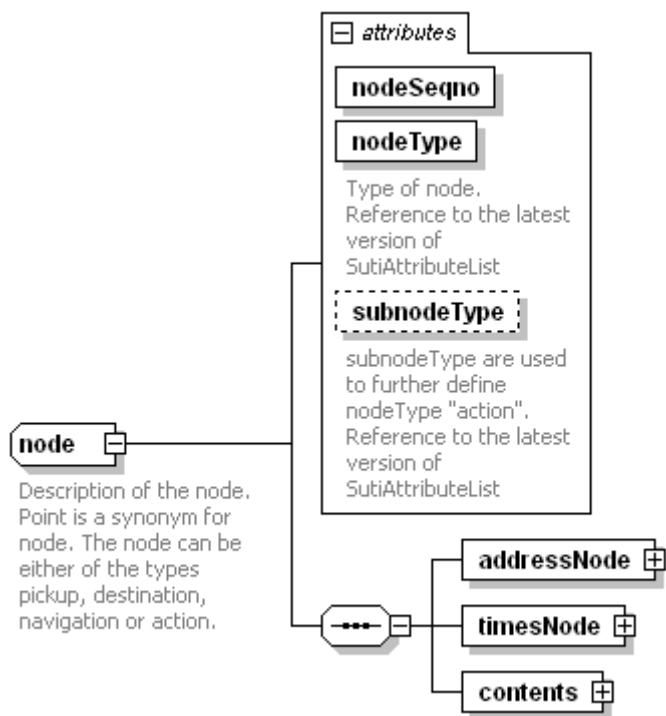 attributes
nodeSeqno
nodeType
Type of node.
Reference to the latest
version of
SutiAttributeList
subnodeType
subnodeType are used
to further define
nodeType "action".
Reference to the latest
version of
SutiAttributeList
node
Description of the node.
Point is a synonym for
node. The node can be
either of the types
pickup, destination,
navigation or action.
addressNode
timesNode
contents